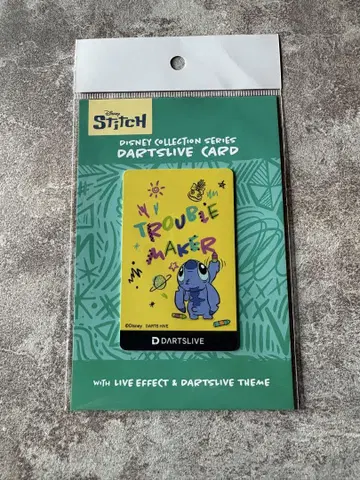 Disney
STITCH
DISNEY COLLECTION SERIES
DARTSLIVE CARD
TROUBLE
MAKER
©Disney DARTSLIVE
DARTSLIVE
WITH LIVE EFFECT & DARTSLIVE THEME